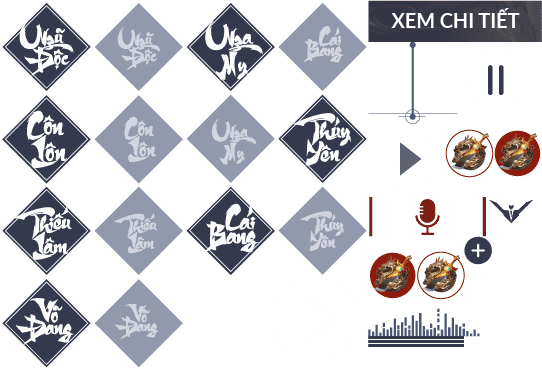 Ngũ
Độc
Ngũ
Độc
Nga
My
Cái
Bang
XEM CHI TIẾT
Côn
Lôn
Côn
Lôn
Nga
My
Thúy
Yên
Thiếu
Lâm
Thiếu
Lâm
Cái
Bang
Thúy
Yên
Võ
Đang
Võ
Đang